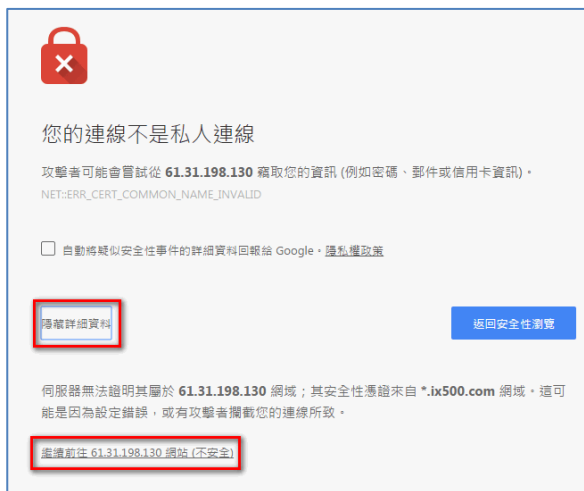 您的連線不是私人連線
攻擊者可能會嘗試從 61.31.198.130 竊取您的資訊 (例如密碼、郵件或信用卡資訊)。
NET::ERR_CERT_COMMON_NAME_INVALID
自動將疑似安全性事件的詳細資料回報給 Google。隱私權政策
隱藏詳細資料
返回安全性瀏覽
伺服器無法證明其屬於 61.31.198.130 網域；其安全性憑證來自 *.ix500.com 網域。這可
能是因為設定錯誤，或有攻擊者攔截您的連線所致。
繼續前往 61.31.198.130 網站 (不安全)